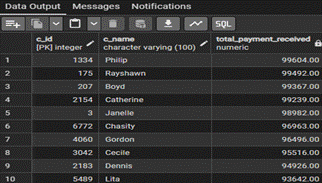 Data Output Messages Notifications
SQL
c_id c_name total_payment_received
[PK] integer character varying (100) numeric
1 1334 Philip 99604.00
2 175 Rayshawn 99492.00
3 207 Boyd 99367.00
4 2154 Catherine 99239.00
5 3 Janelle 98982.00
6 6772 Chasity 96963.00
7 4060 Gordon 96496.00
8 3042 Cecile 95516.00
9 2183 Dennis 94926.00
10 5489 Lita 93642.00